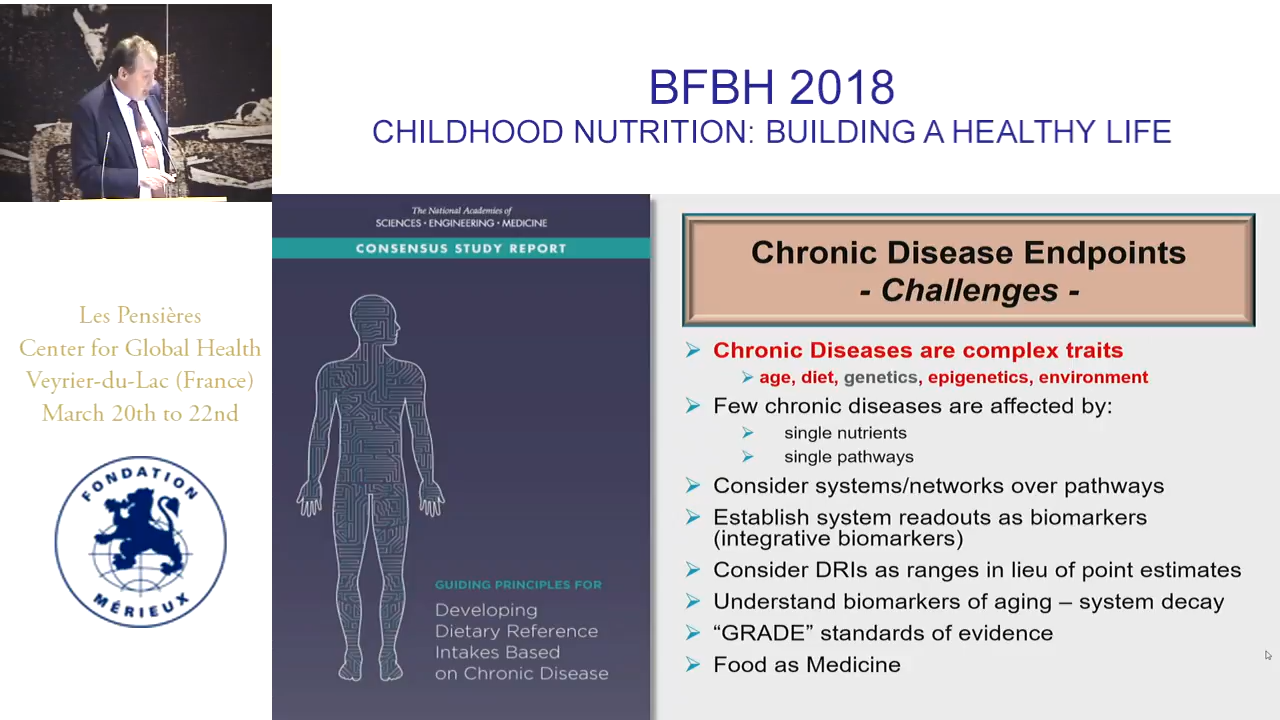 BFBH 2018
CHILDHOOD NUTRITION: BUILDING A HEALTHY LIFE
Les Pensières
Center for Global Health
Veyrier-du-Lac (France)
March 20th to 22nd
FONDATION
MÉRIEUX
The National Academies of
SCIENCES • ENGINEERING • MEDICINE
CONSENSUS STUDY REPORT
GUIDING PRINCIPLES FOR
Developing
Dietary Reference
Intakes Based
on Chronic Disease
Chronic Disease Endpoints
- Challenges -
Chronic Diseases are complex traits
age, diet, genetics, epigenetics, environment
Few chronic diseases are affected by:
single nutrients
single pathways
Consider systems/networks over pathways
Establish system readouts as biomarkers
(integrative biomarkers)
Consider DRIs as ranges in lieu of point estimates
Understand biomarkers of aging – system decay
“GRADE” standards of evidence
Food as Medicine